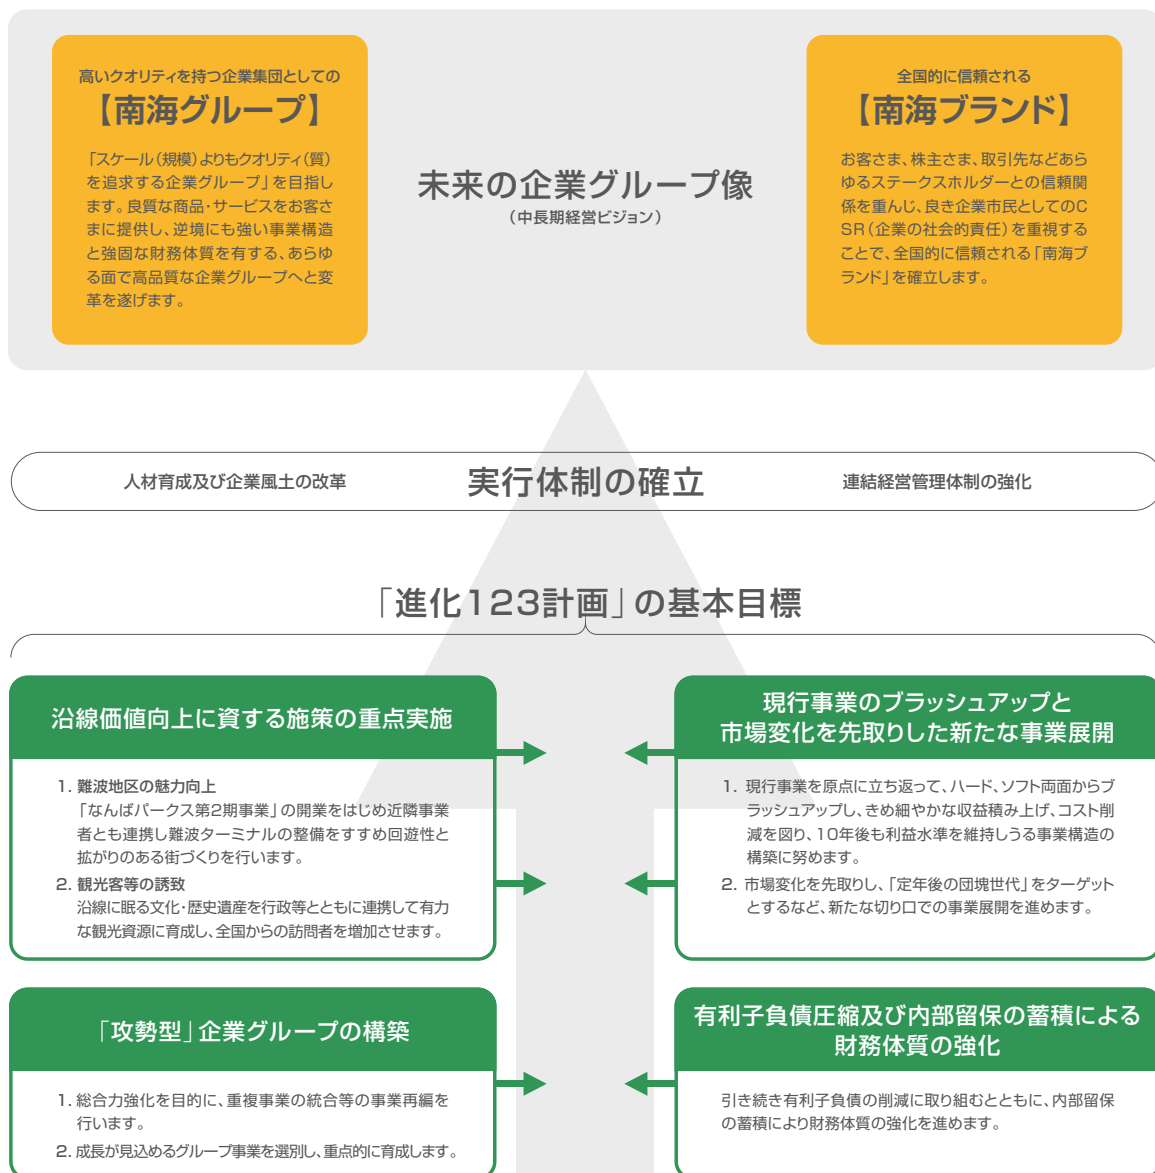 高いクオリティを持つ企業集団としての
【南海グループ】
「スケール(規模)よりもクオリティ(質)
を追求する企業グループ」を目指し
ます。良質な商品・サービスをお客さ
まに提供し、逆境にも強い事業構造
と強固な財務体質を有する、あらゆ
る面で高品質な企業グループへと変
革を遂げます。
未来の企業グループ像
(中長期経営ビジョン)
全国的に信頼される
【南海ブランド】
お客さま、株主さま、取引先などあら
ゆるステークスホルダーとの信頼関
係を重んじ、良き企業市民としてのC
SR(企業の社会的責任)を重視する
ことで、全国的に信頼される「南海ブ
ランド」を確立します。
人材育成及び企業風土の改革
実行体制の確立
連結経営管理体制の強化
「進化123計画」の基本目標
沿線価値向上に資する施策の重点実施
1. 難波地区の魅力向上
「なんばパークス第2期事業」の開業をはじめ近隣事業
者とも連携し難波ターミナルの整備をすすめ回遊性と
拡がりのある街づくりを行います。
2. 観光客等の誘致
沿線に眠る文化・歴史遺産を行政等とともに連携して有力
な観光資源に育成し、全国からの訪問者を増加させます。
現行事業のブラッシュアップと
市場変化を先取りした新たな事業展開
1. 現行事業を原点に立ち返って、ハード、ソフト両面からブ
ラッシュアップし、きめ細やかな収益積み上げ、コスト削
減を図り、10年後も利益水準を維持しうる事業構造の
構築に努めます。
2. 市場変化を先取りし、「定年後の団塊世代」をターゲット
とするなど、新たな切り口での事業展開を進めます。
「攻勢型」企業グループの構築
1. 総合力強化を目的に、重複事業の統合等の事業再編を
行います。
2. 成長が見込めるグループ事業を選別し、重点的に育成します。
有利子負債圧縮及び内部留保の蓄積による
財務体質の強化
引き続き有利子負債の削減に取り組むとともに、内部留保
の蓄積により財務体質の強化を進めます。